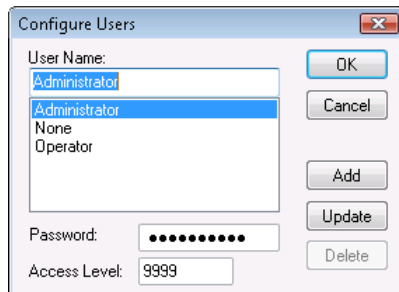 Configure Users
User Name:
Administrator
OK
Administrator
None
Operator
Cancel
Add
Update
Password: ●●●●●●●●●●
Delete
Access Level: 9999